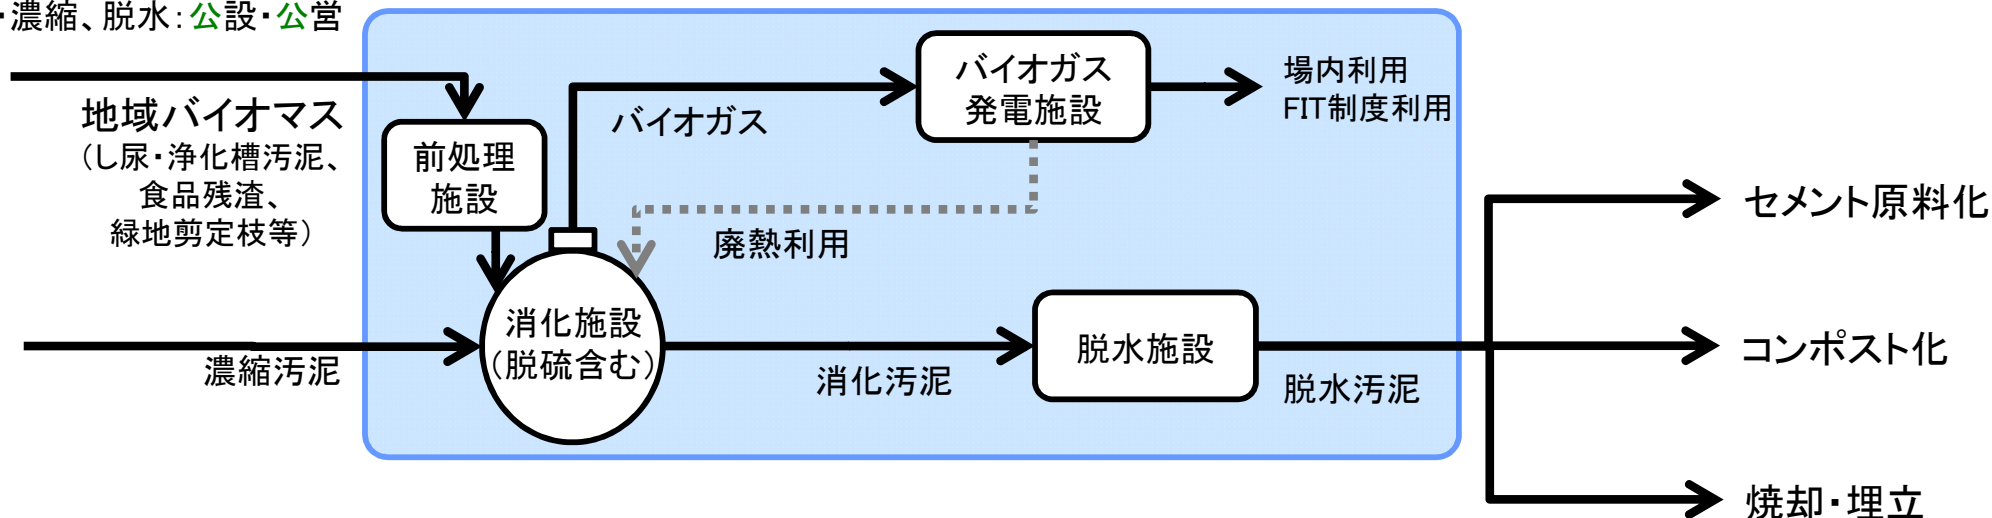 ・濃縮、脱水：公設・公営
地域バイオマス
（し尿・浄化槽汚泥、
食品残渣、
緑地剪定枝等）
前処理
施設
バイオガス
バイオガス
発電施設
場内利用
FIT制度利用
廃熱利用
濃縮汚泥
消化施設
（脱硫含む）
消化汚泥
脱水施設
脱水汚泥
セメント原料化
コンポスト化
焼却・埋立